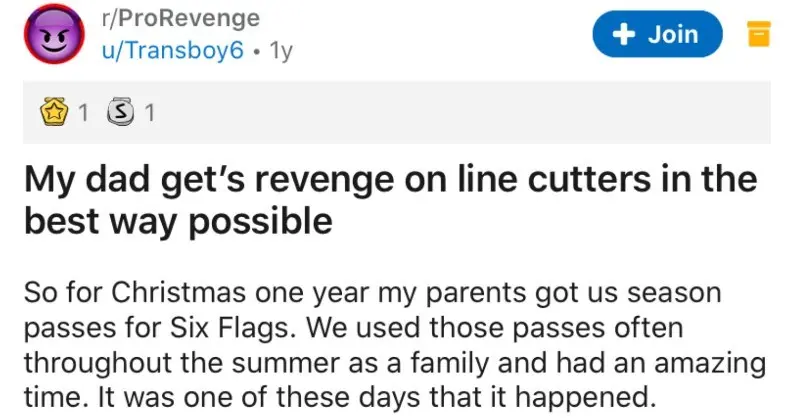 r/ProRevenge
u/Transboy6 • 1y
+ Join
1 S 1
My dad get's revenge on line cutters in the
best way possible
So for Christmas one year my parents got us season
passes for Six Flags. We used those passes often
throughout the summer as a family and had an amazing
time. It was one of these days that it happened.